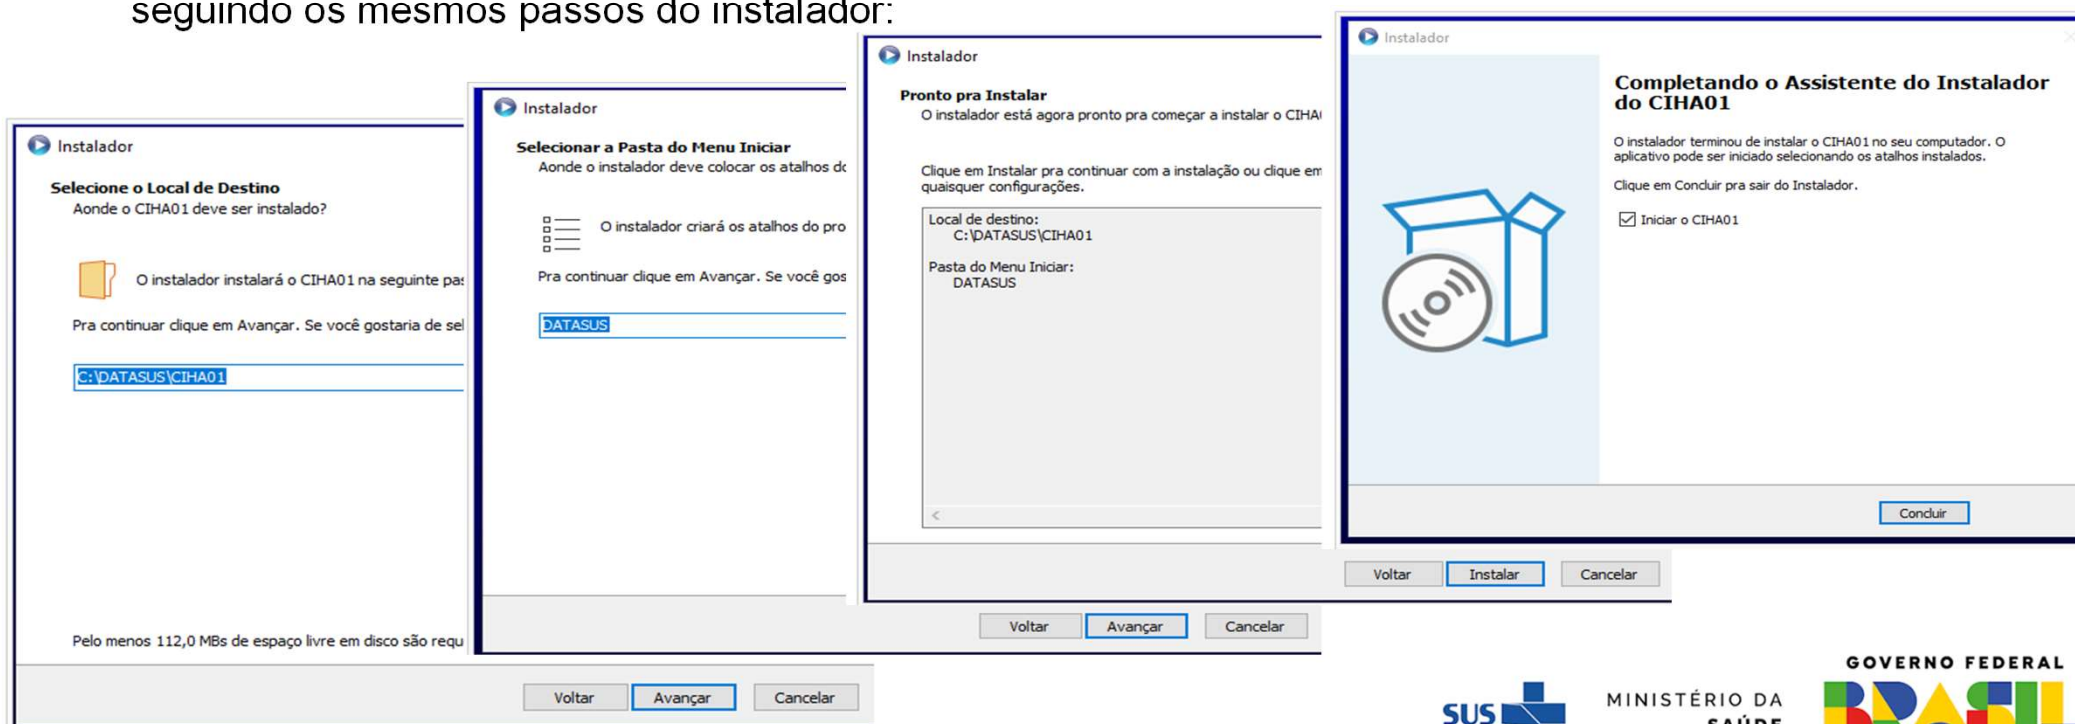 seguindo os mesmos passos do instalador:
Instalador
Selecione o Local de Destino
Aonde o CIHA01 deve ser instalado?
O instalador instalará o CIHA01 na seguinte
Pra continuar clique em Avançar. Se você gostaria de
C:\DATASUS\CIHA01
Pelo menos 112,0 MBs de espaço livre em disco são
Voltar
Avançar
Cancelar
Instalador
Selecionar a Pasta do Menu Iniciar
Aonde o instalador deve colocar os atalhos
O instalador criará os atalhos do
Pra continuar clique em Avançar. Se você
DATASUS
Voltar
Avançar
Cancelar
Instalador
Pronto pra Instalar
O instalador está agora pronto pra começar a instalar o
Clique em Instalar pra continuar com a instalação ou clique em
quaisquer configurações.
Local de destino:
C:\DATASUS\CIHA01
Pasta do Menu Iniciar:
DATASUS
Voltar
Instalar
Cancelar
Instalador
Completando o Assistente do Instalador
do CIHA01
O instalador terminou de instalar o CIHA01 no seu computador. O
aplicativo pode ser iniciado selecionando os atalhos instalados.
Clique em Concluir pra sair do Instalador.
Iniciar o CIHA01
Concluir
SUS
MINISTÉRIO DA
SAÚDE
GOVERNO FEDERAL
BRASIL